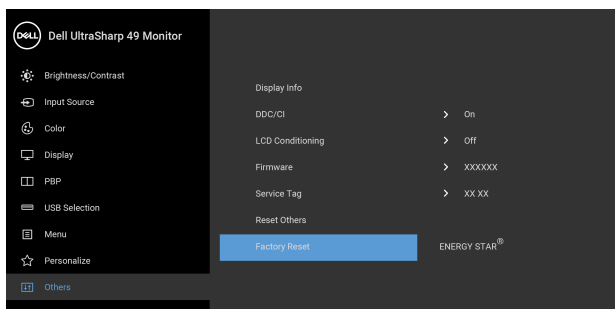 DELL Dell UltraSharp 49 Monitor
Brightness/Contrast
Input Source
Color
Display
PBP
USB Selection
Menu
Personalize
Others
Display Info
DDC/CI > On
LCD Conditioning > Off
Firmware > XXXXXX
Service Tag > XX XX
Reset Others
Factory Reset ENERGY STAR®